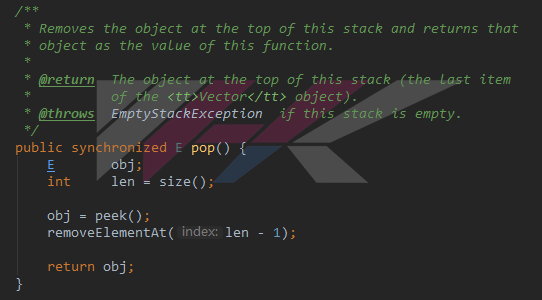 /**
 * Removes the object at the top of this stack and returns that
 * object as the value of this function.
 *
 * @return  The object at the top of this stack (the last item
 *          of the <tt>Vector</tt> object).
 * @throws  EmptyStackException  if this stack is empty.
 */
public synchronized E pop() {
    E       obj;
    int     len = size();

    obj = peek();
    removeElementAt( index: len - 1);

    return obj;
}